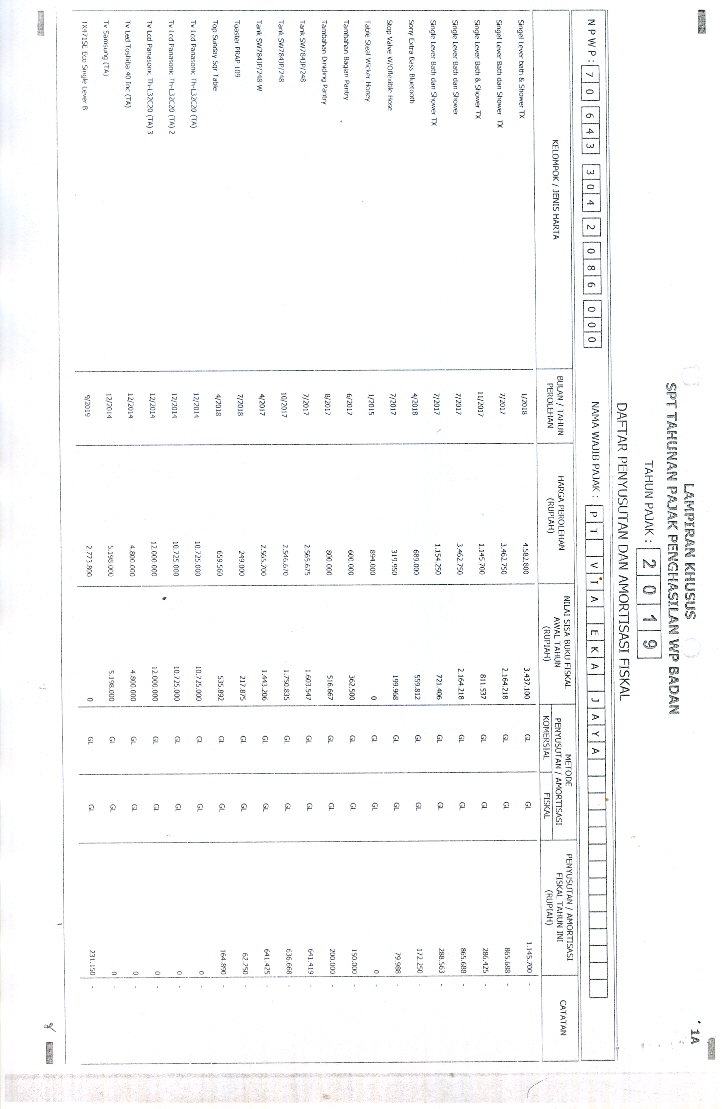 1A
LAMPIRAN KHUSUS
SPT TAHUNAN PAJAK PENGHASILAN WP BADAN
TAHUN PAJAK : 2 0 1 9
DAFTAR PENYUSUTAN DAN AMORTISASI FISKAL
N P W P : 7 0 6 4 3 3 0 4 2 0 8 6 0 0 0 NAMA WAJIB PAJAK : P T V I A E K A J A Y A
KELOMPOK / JENIS HARTA BULAN / TAHUN PEROLEHAN HARGA PEROLEHAN (RUPIAH) NILAI SISA BUKU FISKAL AWAL TAHUN (RUPIAH) METODE PENYUSUTAN / AMORTISASI KOMERSIAL FISKAL PENYUSUTAN / AMORTISASI FISKAL TAHUN INI (RUPIAH) CATATAN
Singel Lever bath & Shower TX 1/2018 4.582.800 3.437.100 GL GL 1.145.700 -
Singel Lever Bath dan Shower TX 7/2017 3.462.750 2.164.218 GL GL 865.688 -
Single Lever Bath & Shower TX 11/2017 1.145.700 811.537 GL GL 286.425 -
Single Lever Bath dan Shower 7/2017 3.462.750 2.164.218 GL GL 865.688 -
Single Lever Bath dan Shower TX 7/2017 1.154.250 721.406 GL GL 288.563 -
Sony Extra Bass Bluetooth 4/2018 689.000 559.812 GL GL 172.250 -
Stop Valve W/Oflexible Hose 7/2017 319.950 199.968 GL GL 79.988 -
Table Steel Wicker Honey 1/2015 894.000 0 GL GL 0 -
Tambahan Bagan Pantry 6/2017 600.000 362.500 GL GL 150.000 -
Tambahan Dinding Pantry 8/2017 800.000 516.667 GL GL 200.000 -
Tank SW784JP/248 7/2017 2.565.675 1.603.547 GL GL 641.419 -
Tank SW784JP/248 10/2017 2.546.670 1.750.835 GL GL 636.668 -
Tank SW784JP/248 W 4/2017 2.565.700 1.443.206 GL GL 641.425 -
Toaster FRAP 109 7/2018 249.000 217.875 GL GL 62.250 -
Top Sunday Sqr Table 4/2018 659.560 535.892 GL GL 164.890 -
Tv Lcd Panasonic Th-L32C20 (TA) 12/2014 10.725.000 10.725.000 GL GL 0 -
Tv Lcd Panasonic Th-L32C20 (TA) 2 12/2014 10.725.000 10.725.000 GL GL 0 -
Tv Lcd Panasonic Th-L32C20 (TA) 3 12/2014 12.000.000 12.000.000 GL GL 0 -
Tv Led Toshiba 40 Inc (TA) 12/2014 4.800.000 4.800.000 GL GL 0 -
Tv Samsung (TA) 12/2014 5.198.000 5.198.000 GL GL 0 -
TX471SE Eco Single Lever B 9/2019 2.773.800 0 GL GL 231.150 -